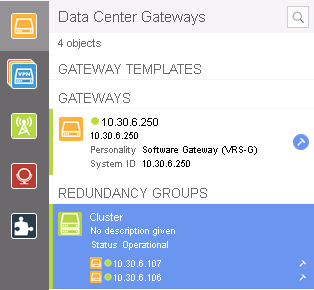 Data Center Gateways
4 objects
GATEWAY TEMPLATES
GATEWAYS
10.30.6.250
10.30.6.250
Personality Software Gateway (VRS-G)
System ID 10.30.6.250
VPN
REDUNDANCY GROUPS
Cluster
No description given
Status Operational
10.30.6.107
10.30.6.106